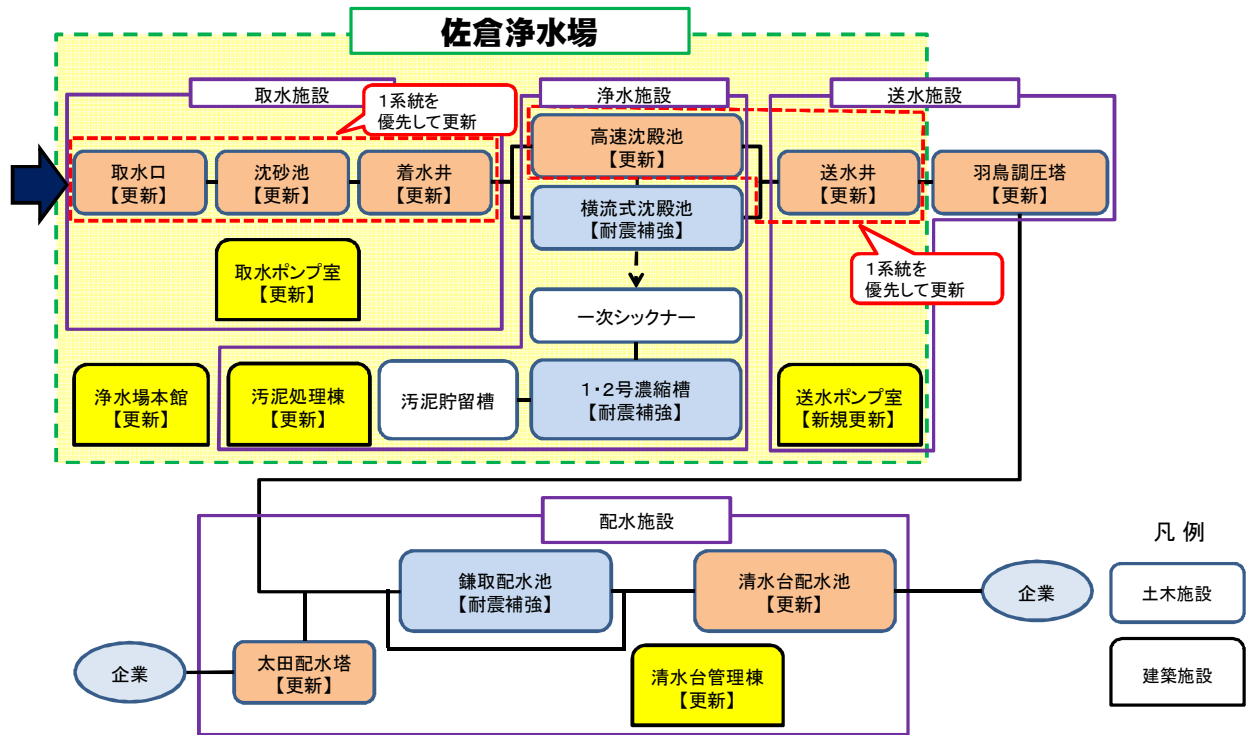 佐倉浄水場
取水施設
浄水施設
送水施設
1系統を
優先して更新
取水口
【更新】
沈砂池
【更新】
着水井
【更新】
高速沈殿池
【更新】
送水井
【更新】
羽鳥調圧塔
【更新】
横流式沈殿池
【耐震補強】
取水ポンプ室
【更新】
1系統を
優先して更新
一次シックナー
浄水場本館
【更新】
汚泥処理棟
【更新】
汚泥貯留槽
1・2号濃縮槽
【耐震補強】
送水ポンプ室
【新規更新】
配水施設
凡 例
鎌取配水池
【耐震補強】
清水台配水池
【更新】
企業
土木施設
企業
太田配水塔
【更新】
清水台管理棟
【更新】
建築施設